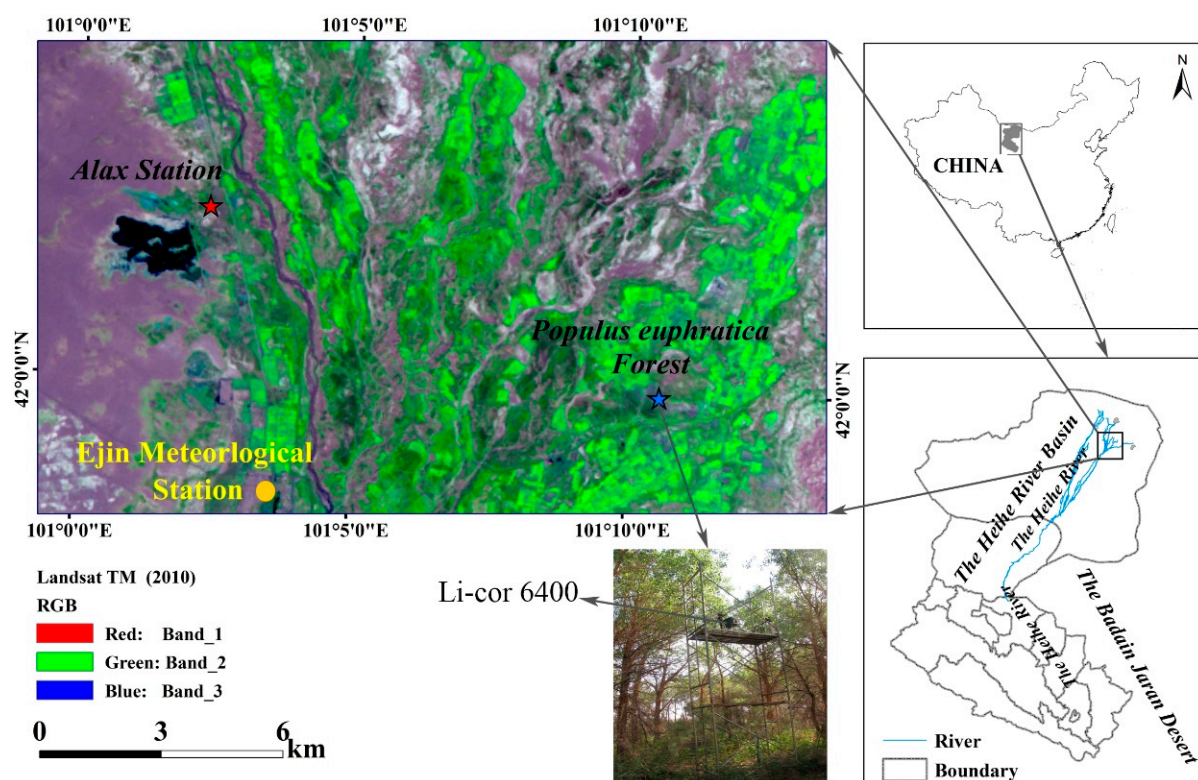 101°0'0"E
101°5'0"E
101°10'0"E
Alax Station
Populus euphratica
Forest
42°0'0"N
42°0'0"N
Ejin Meteorlogical
Station
101°0'0"E
101°5'0"E
101°10'0"E
N
CHINA
Landsat TM (2010)
RGB
Red: Band_1
Green: Band_2
Blue: Band_3
0 3 6
km
Li-cor 6400
The Heihe River Basin
The Heihe River
The Heihe River
The Badain Jaran Desert
River
Boundary